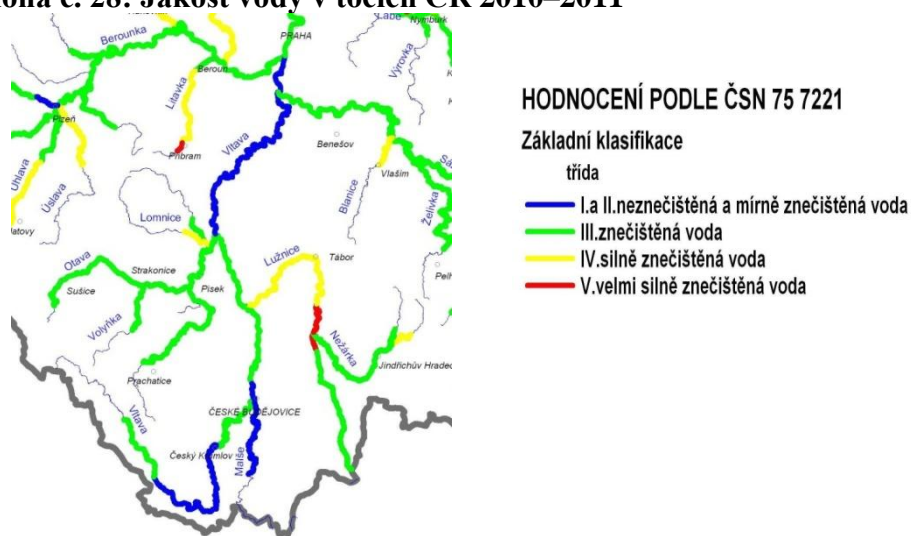 28: Jakost vody v tocích ČR 2010–2011
Berounka
PRAHA
Labe
Nymburk
Výrovka
Beroun
Litavka
Plzeň
Příbram
Vltava
Benešov
Vlašim
Blanice
Želivka
Úhlava
Úslava
Lomnice
Otava
Strakonice
Sušice
Písek
Lužnice
Tábor
Volyňka
Nežárka
Prachatice
Jindřichův Hradec
Vltava
ČESKÉ BUDĚJOVICE
Český Krumlov
Malše
HODNOCENÍ PODLE ČSN 75 7221
Základní klasifikace
třída
I.a II.neznečištěná a mírně znečištěná voda
III.znečištěná voda
IV.silně znečištěná voda
V.velmi silně znečištěná voda